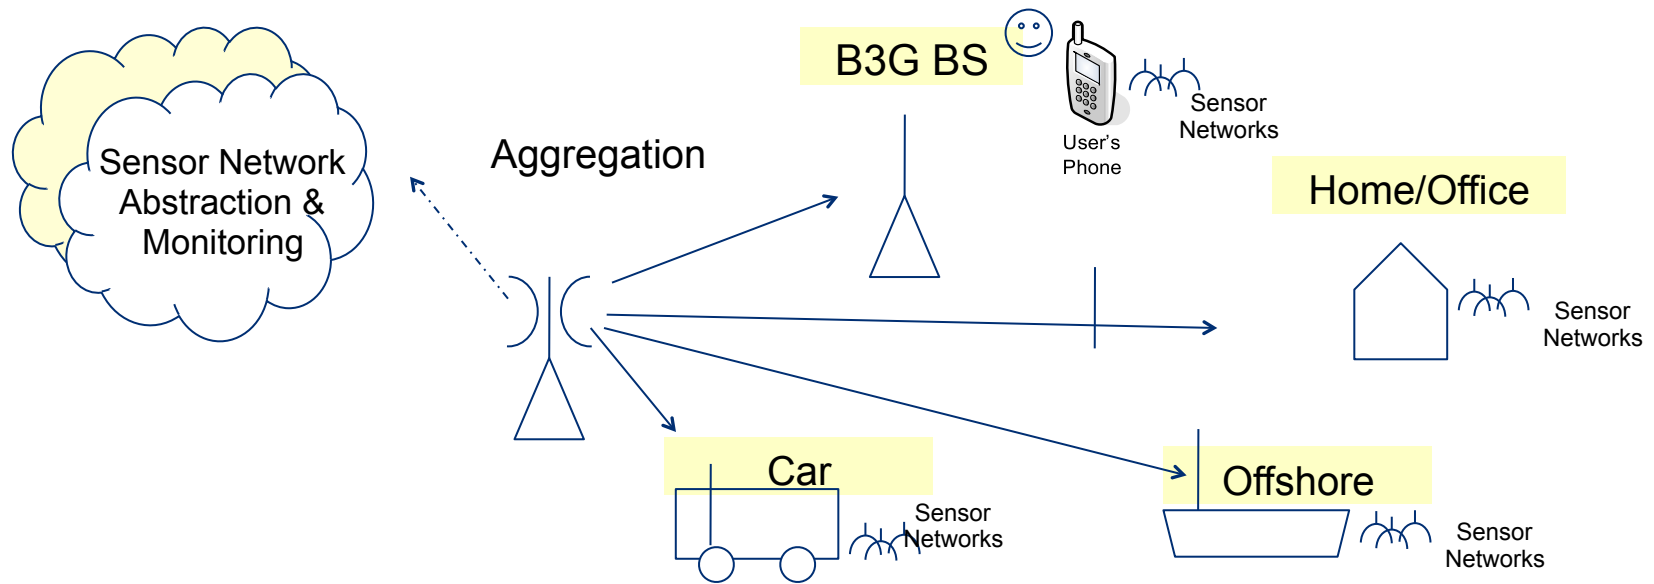 B3G BS
Sensor
Networks
User's
Phone
Aggregation
Sensor Network
Abstraction &
Monitoring
Home/Office
Sensor
Networks
Car
Sensor
Networks
Offshore
Sensor
Networks